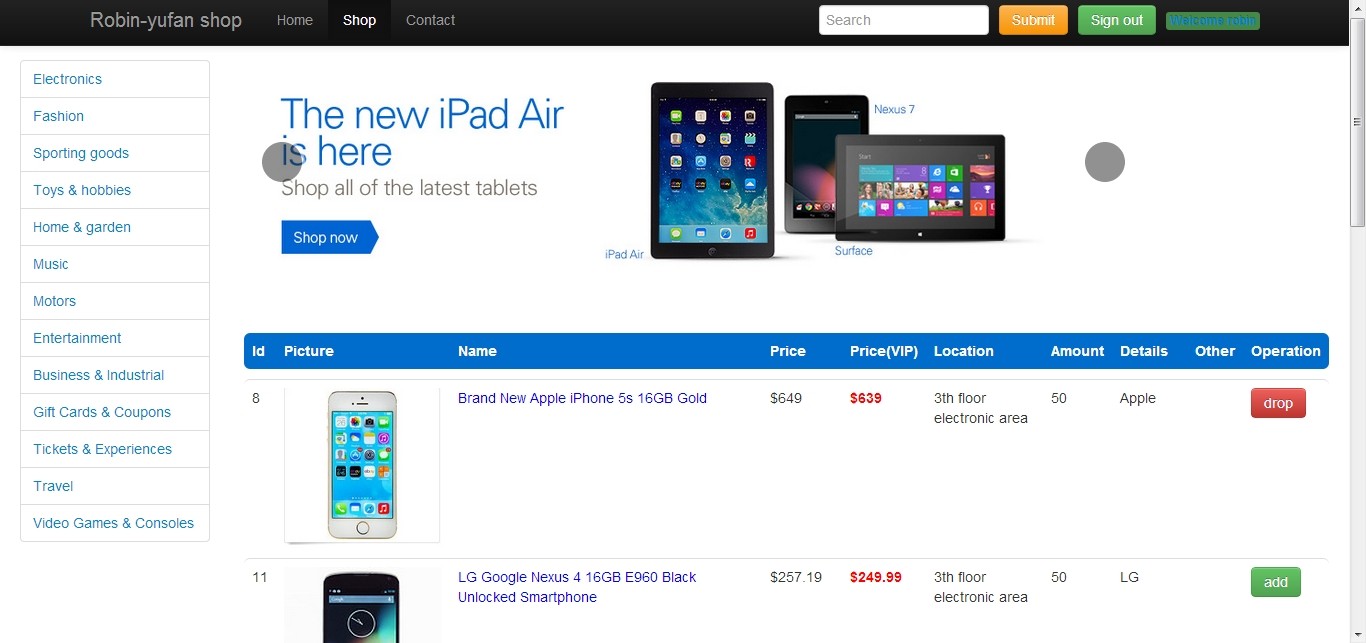 Robin-yufan shop Home Shop Contact Search Submit Sign out Welcome robin
Electronics
Fashion
Sporting goods
Toys & hobbies
Home & garden
Music
Motors
Entertainment
Business & Industrial
Gift Cards & Coupons
Tickets & Experiences
Travel
Video Games & Consoles
The new iPad Air
is here
Shop all of the latest tablets
Shop now
iPad Air
Nexus 7
Start
Surface
Id Picture Name Price Price(VIP) Location Amount Details Other Operation
8 Brand New Apple iPhone 5s 16GB Gold $649 $639 3th floor 50 Apple drop
electronic area
11 LG Google Nexus 4 16GB E960 Black $257.19 $249.99 3th floor 50 LG add
Unlocked Smartphone electronic area